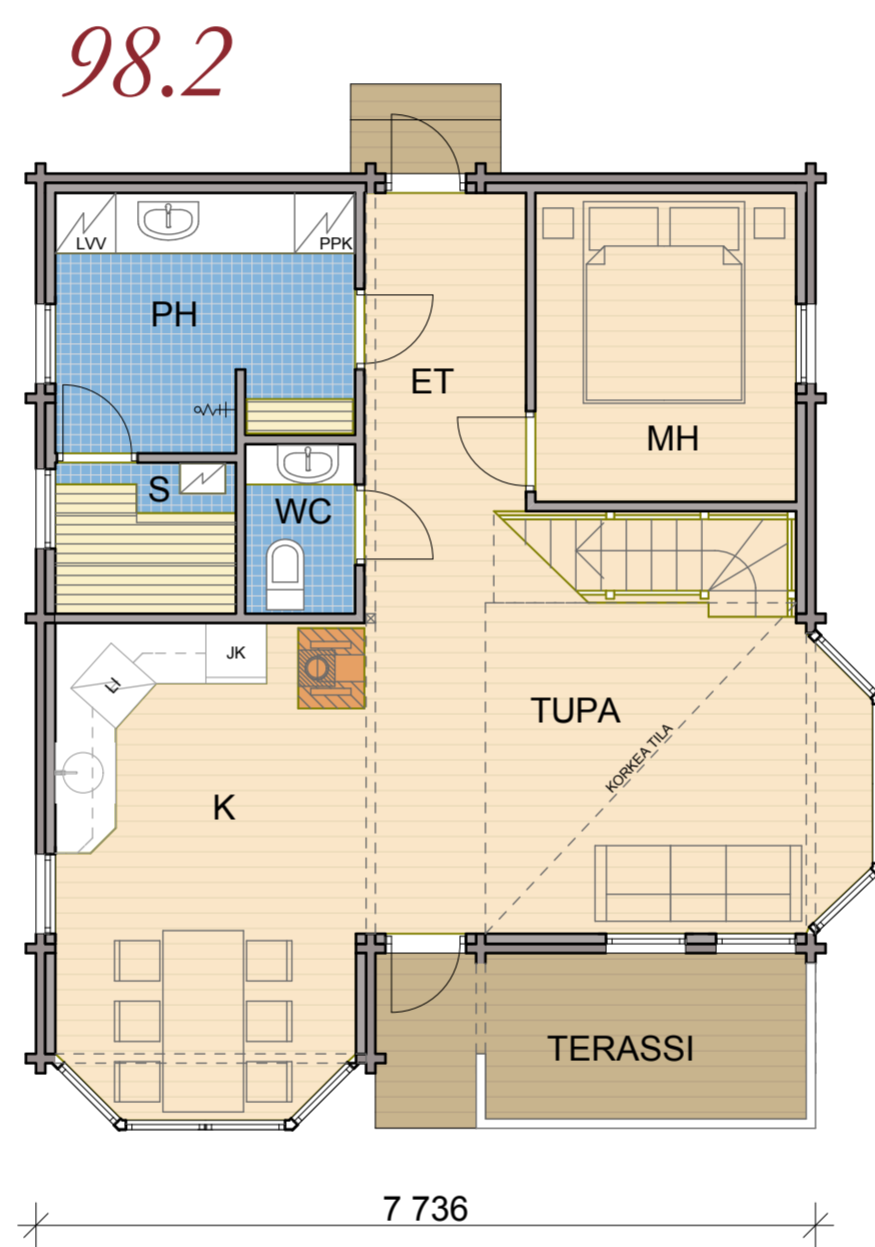 98.2
LVV
PPK
PH
ET
MH
S
WC
JK
LI
TUPA
KORKEA TILA
K
TERASSI
7 736